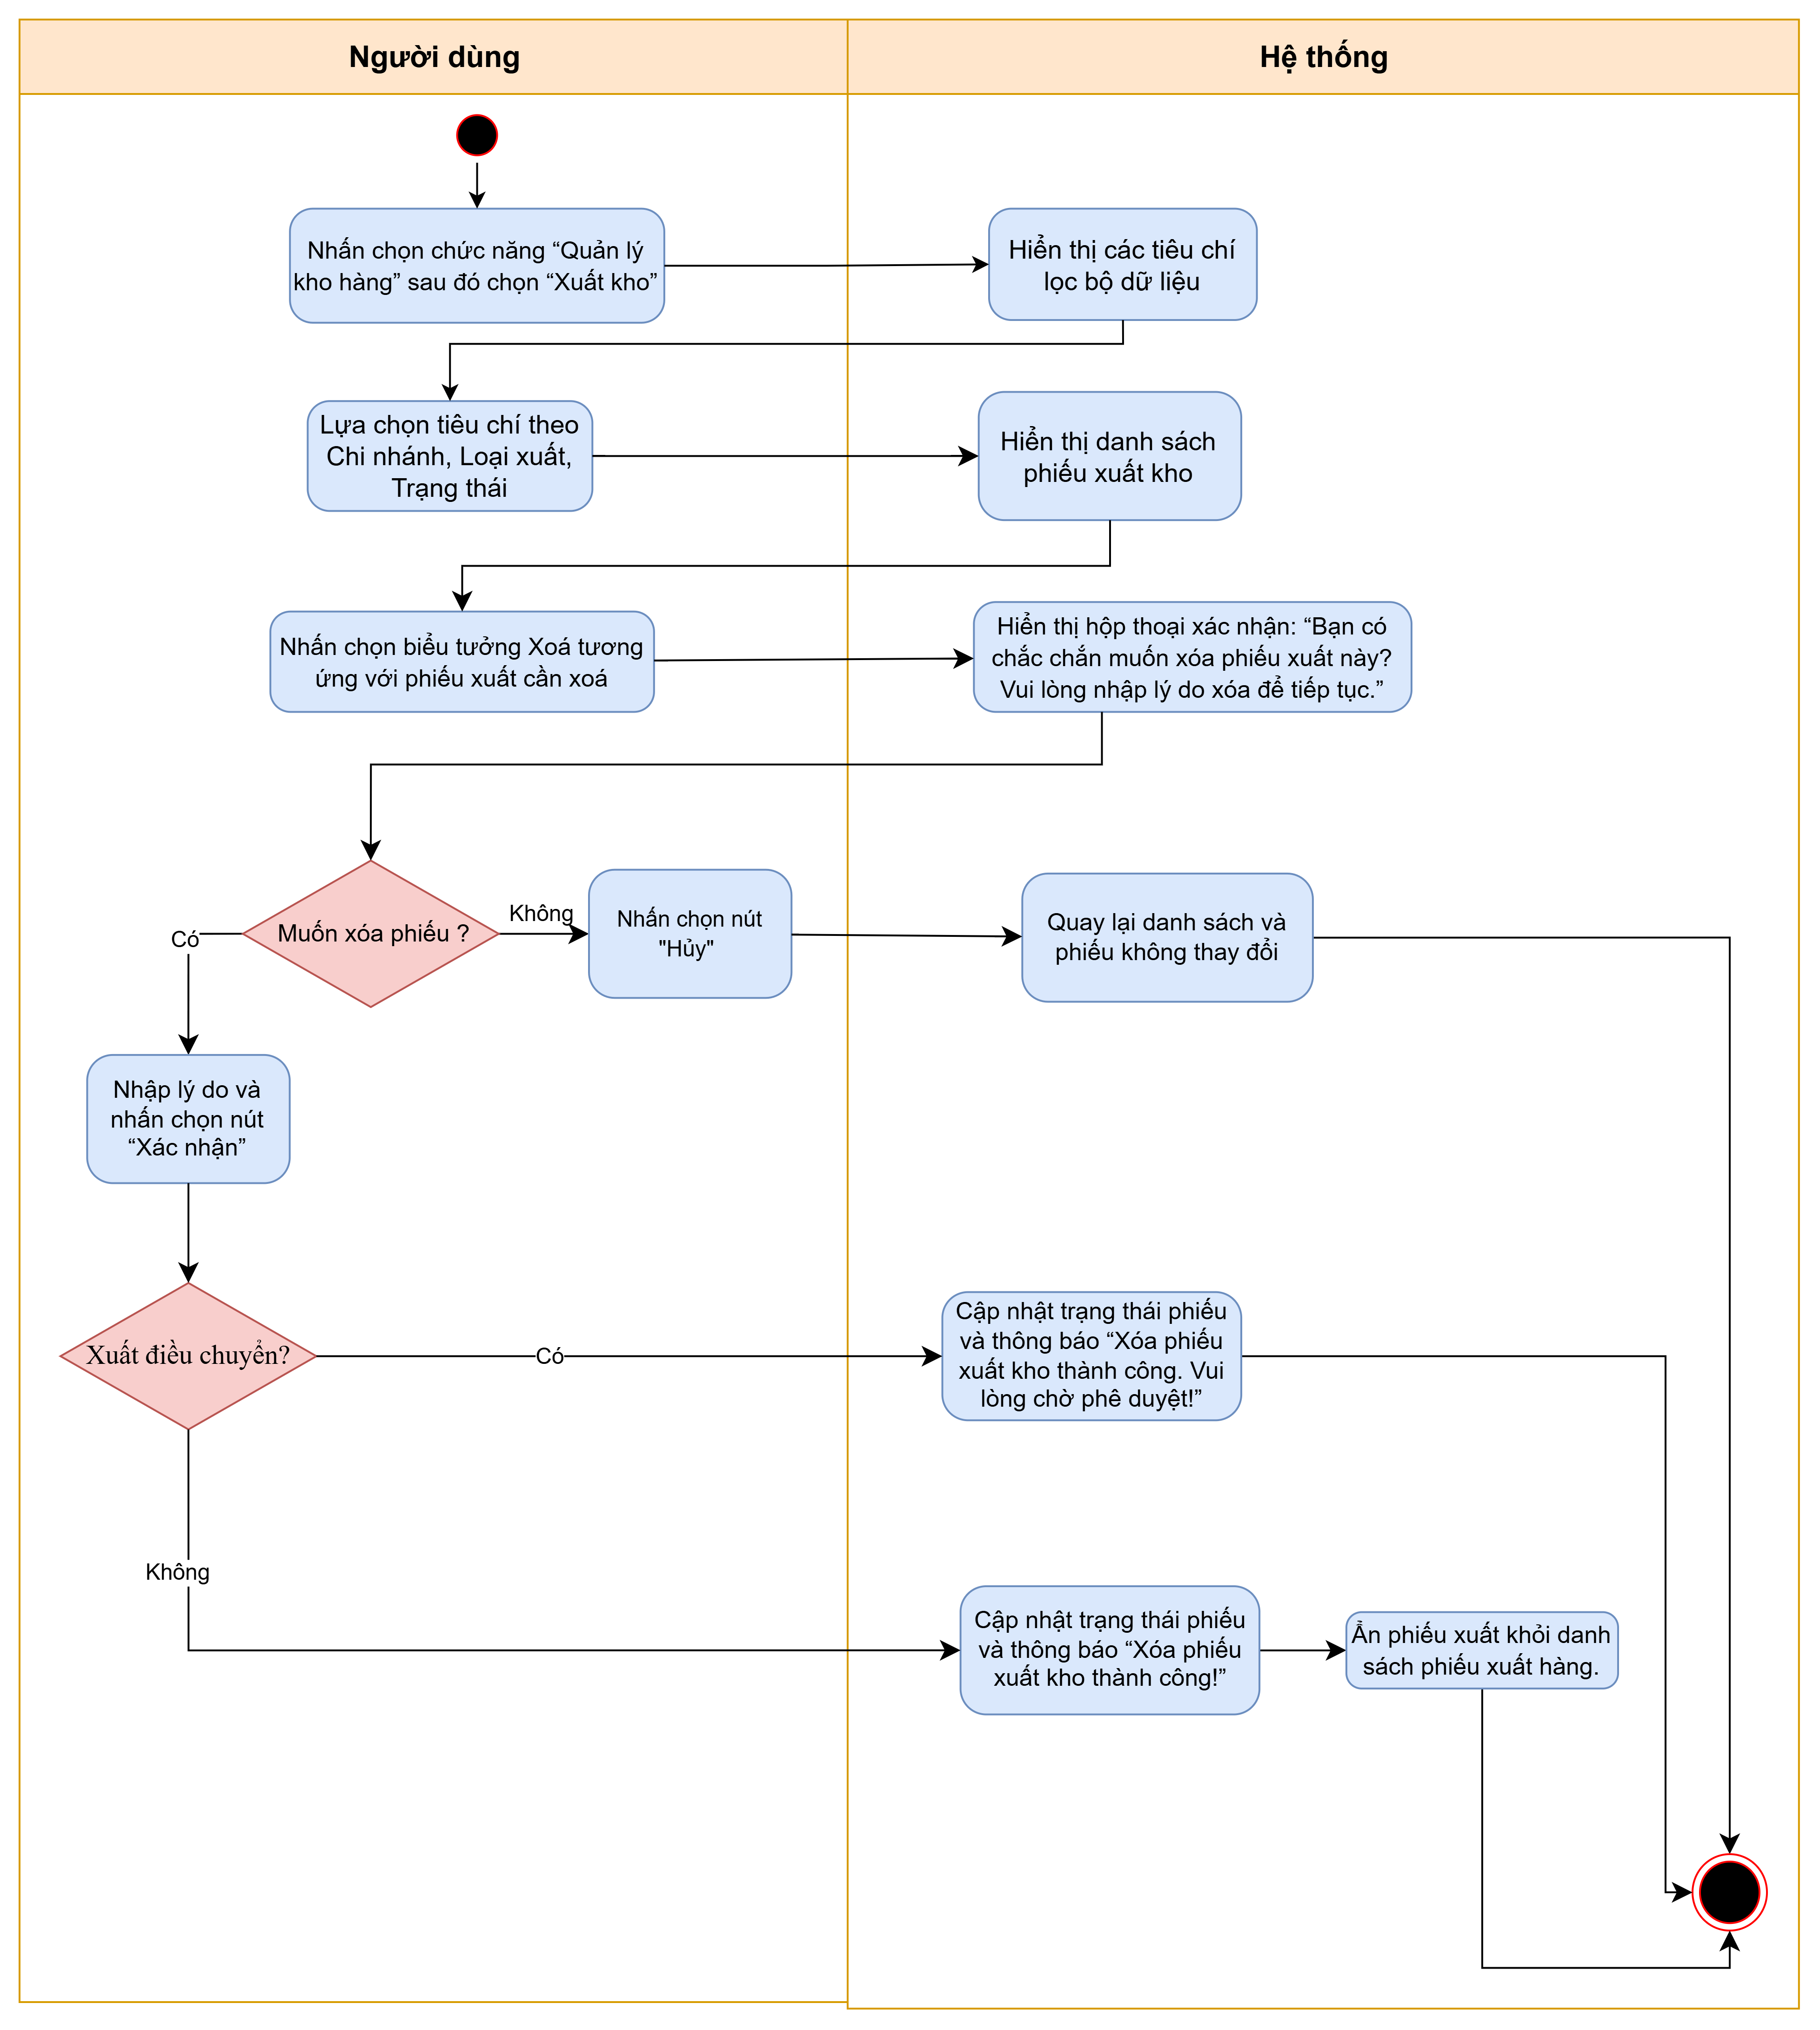 Người dùng
Hệ thống
Nhấn chọn chức năng “Quản lý
kho hàng” sau đó chọn “Xuất kho”
Hiển thị các tiêu chí
lọc bộ dữ liệu
Lựa chọn tiêu chí theo
Chi nhánh, Loại xuất,
Trạng thái
Hiển thị danh sách
phiếu xuất kho
Nhấn chọn biểu tưởng Xoá tương
ứng với phiếu xuất cần xoá
Hiển thị hộp thoại xác nhận: “Bạn có
chắc chắn muốn xóa phiếu xuất này?
Vui lòng nhập lý do xóa để tiếp tục.”
Có
Muốn xóa phiếu ?
Không
Nhấn chọn nút
"Hủy"
Quay lại danh sách và
phiếu không thay đổi
Nhập lý do và
nhấn chọn nút
“Xác nhận”
Xuất điều chuyển?
Có
Cập nhật trạng thái phiếu
và thông báo “Xóa phiếu
xuất kho thành công. Vui
lòng chờ phê duyệt!”
Không
Cập nhật trạng thái phiếu
và thông báo “Xóa phiếu
xuất kho thành công!”
Ẩn phiếu xuất khỏi danh
sách phiếu xuất hàng.